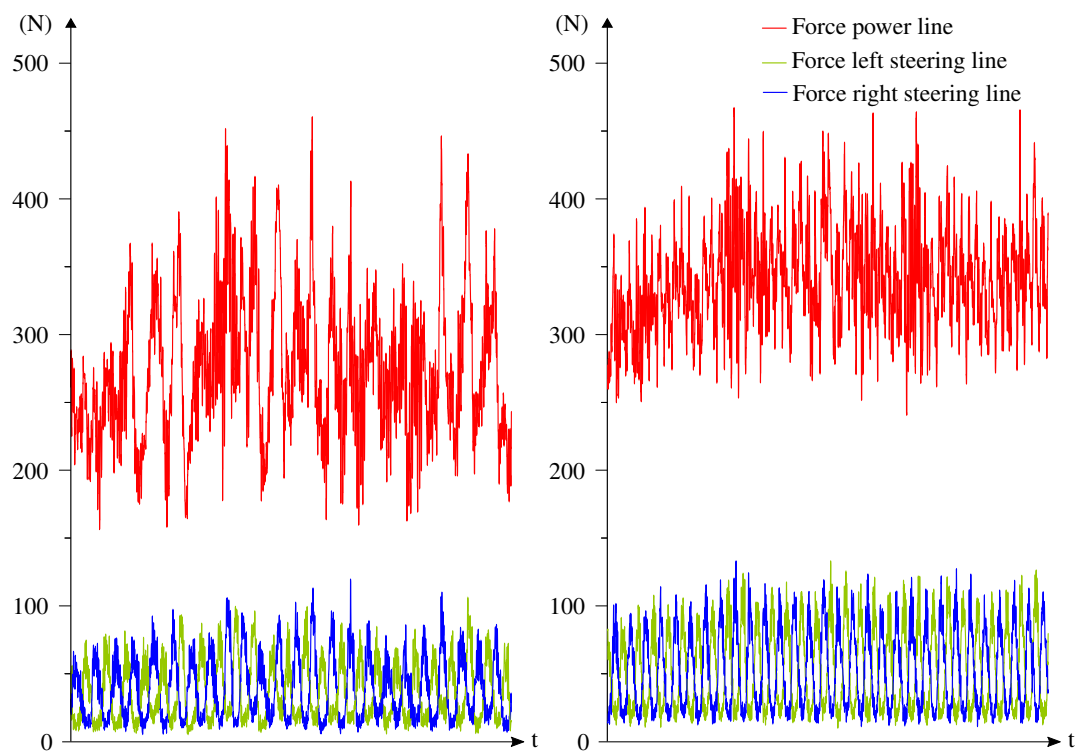 (N)
500
400
300
200
100
0
t
(N)
500
400
300
200
100
0
t
Force power line
Force left steering line
Force right steering line